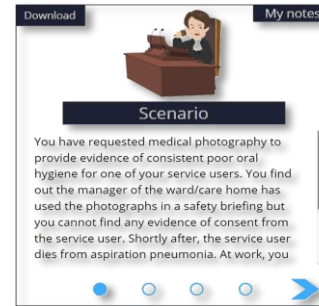 Download
My notes
Scenario
You have requested medical photography to
provide evidence of consistent poor oral
hygiene for one of your service users. You find
out the manager of the ward/care home has
used the photographs in a safety briefing but
you cannot find any evidence of consent from
the service user. Shortly after, the service user
dies from aspiration pneumonia. At work, you